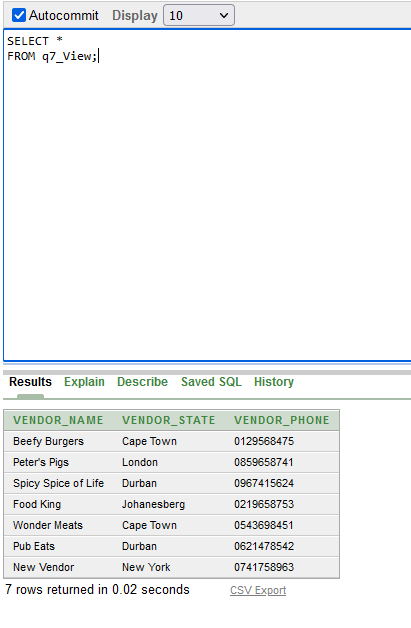 Autocommit Display 10
SELECT *
FROM q7_View;
Results Explain Describe Saved SQL History
VENDOR_NAME VENDOR_STATE VENDOR_PHONE
Beefy Burgers Cape Town 0129568475
Peter's Pigs London 0859658741
Spicy Spice of Life Durban 0967415624
Food King Johanesberg 0219658753
Wonder Meats Cape Town 0543698451
Pub Eats Durban 0621478542
New Vendor New York 0741758963
7 rows returned in 0.02 seconds CSV Export